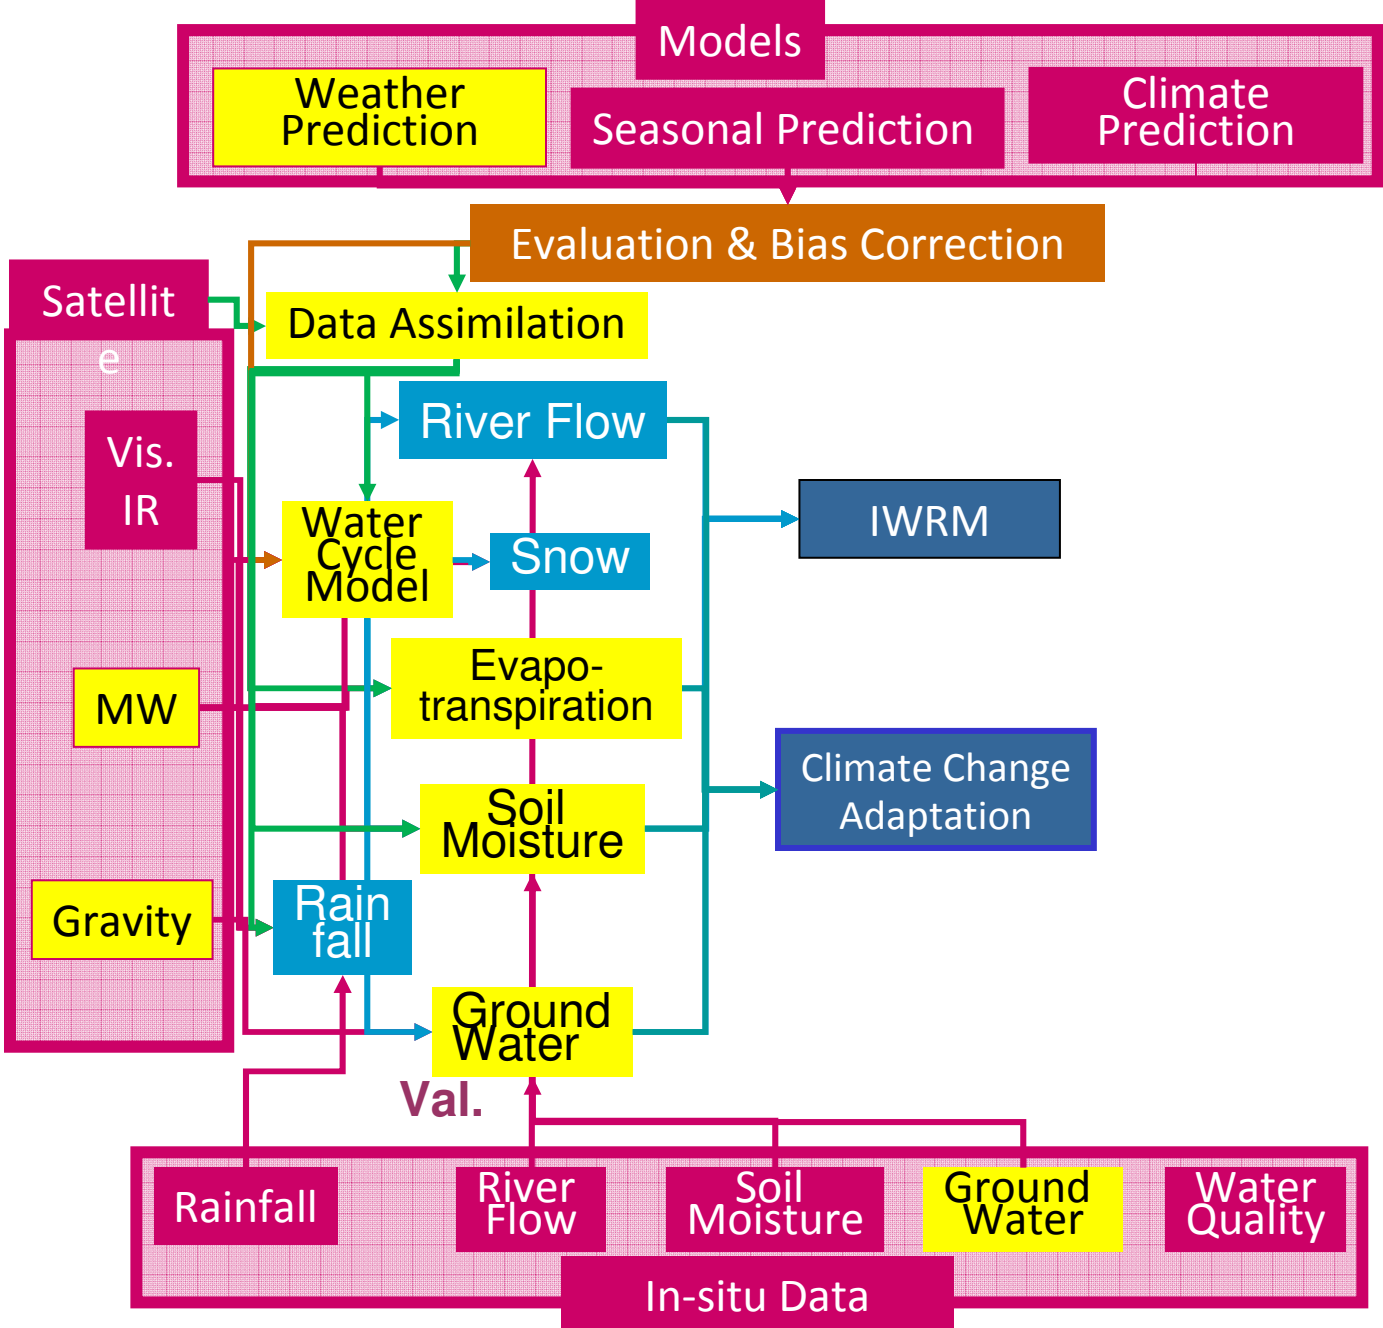 Models
Weather
Prediction
Seasonal Prediction
Climate
Prediction
Evaluation & Bias Correction
Satellit
e
Data Assimilation
Vis.
IR
River Flow
IWRM
Water
Cycle
Model
Snow
MW
Evapo-
transpiration
Climate Change
Adaptation
Soil
Moisture
Gravity
Rain
fall
Ground
Water
Val.
Rainfall
River
Flow
Soil
Moisture
Ground
Water
Water
Quality
In-situ Data